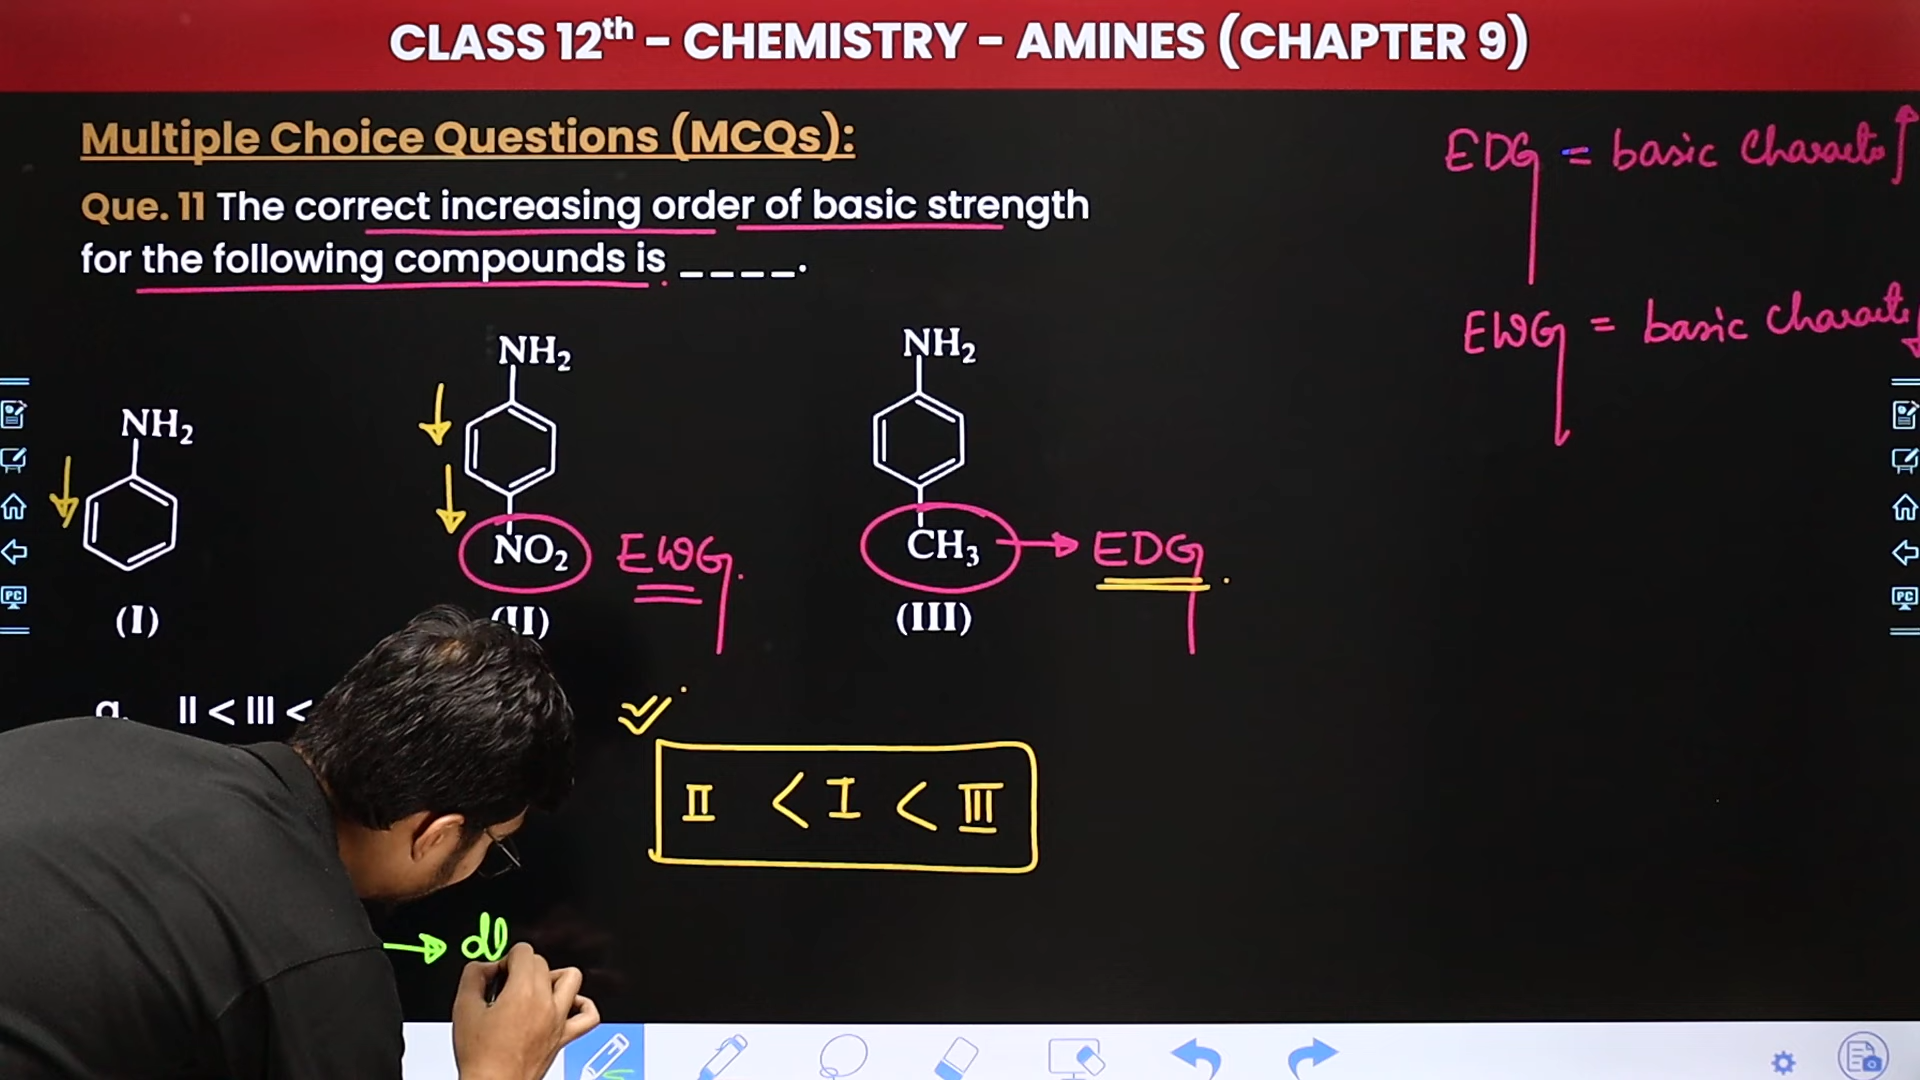 CLASS 12th - CHEMISTRY - AMINES (CHAPTER 9)
Multiple Choice Questions (MCQs):
Que. 11 The correct increasing order of basic strength
for the following compounds is ____.
EDG = basic
EWG = basic
NH2
NH2
NH2
NO2 EWG
CH3 → EDG
(I)
(II)
(III)
a. II < III <
II < I < III
PC
PC